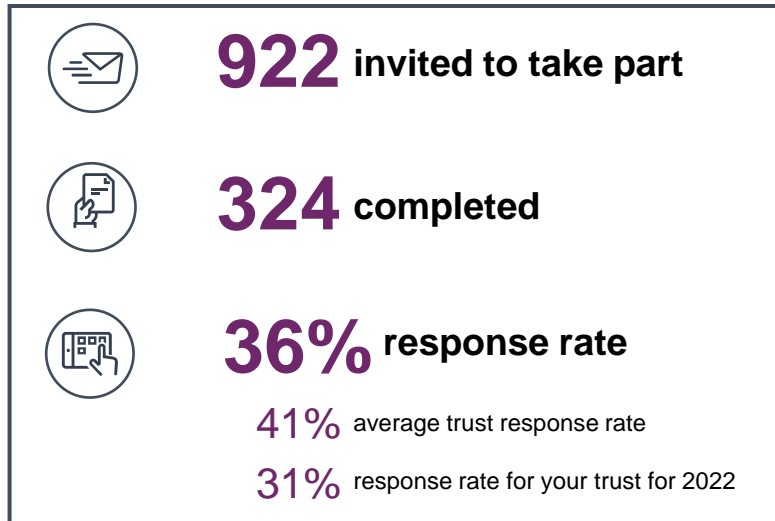 922 invited to take part
324 completed
36% response rate
41% average trust response rate
31% response rate for your trust for 2022